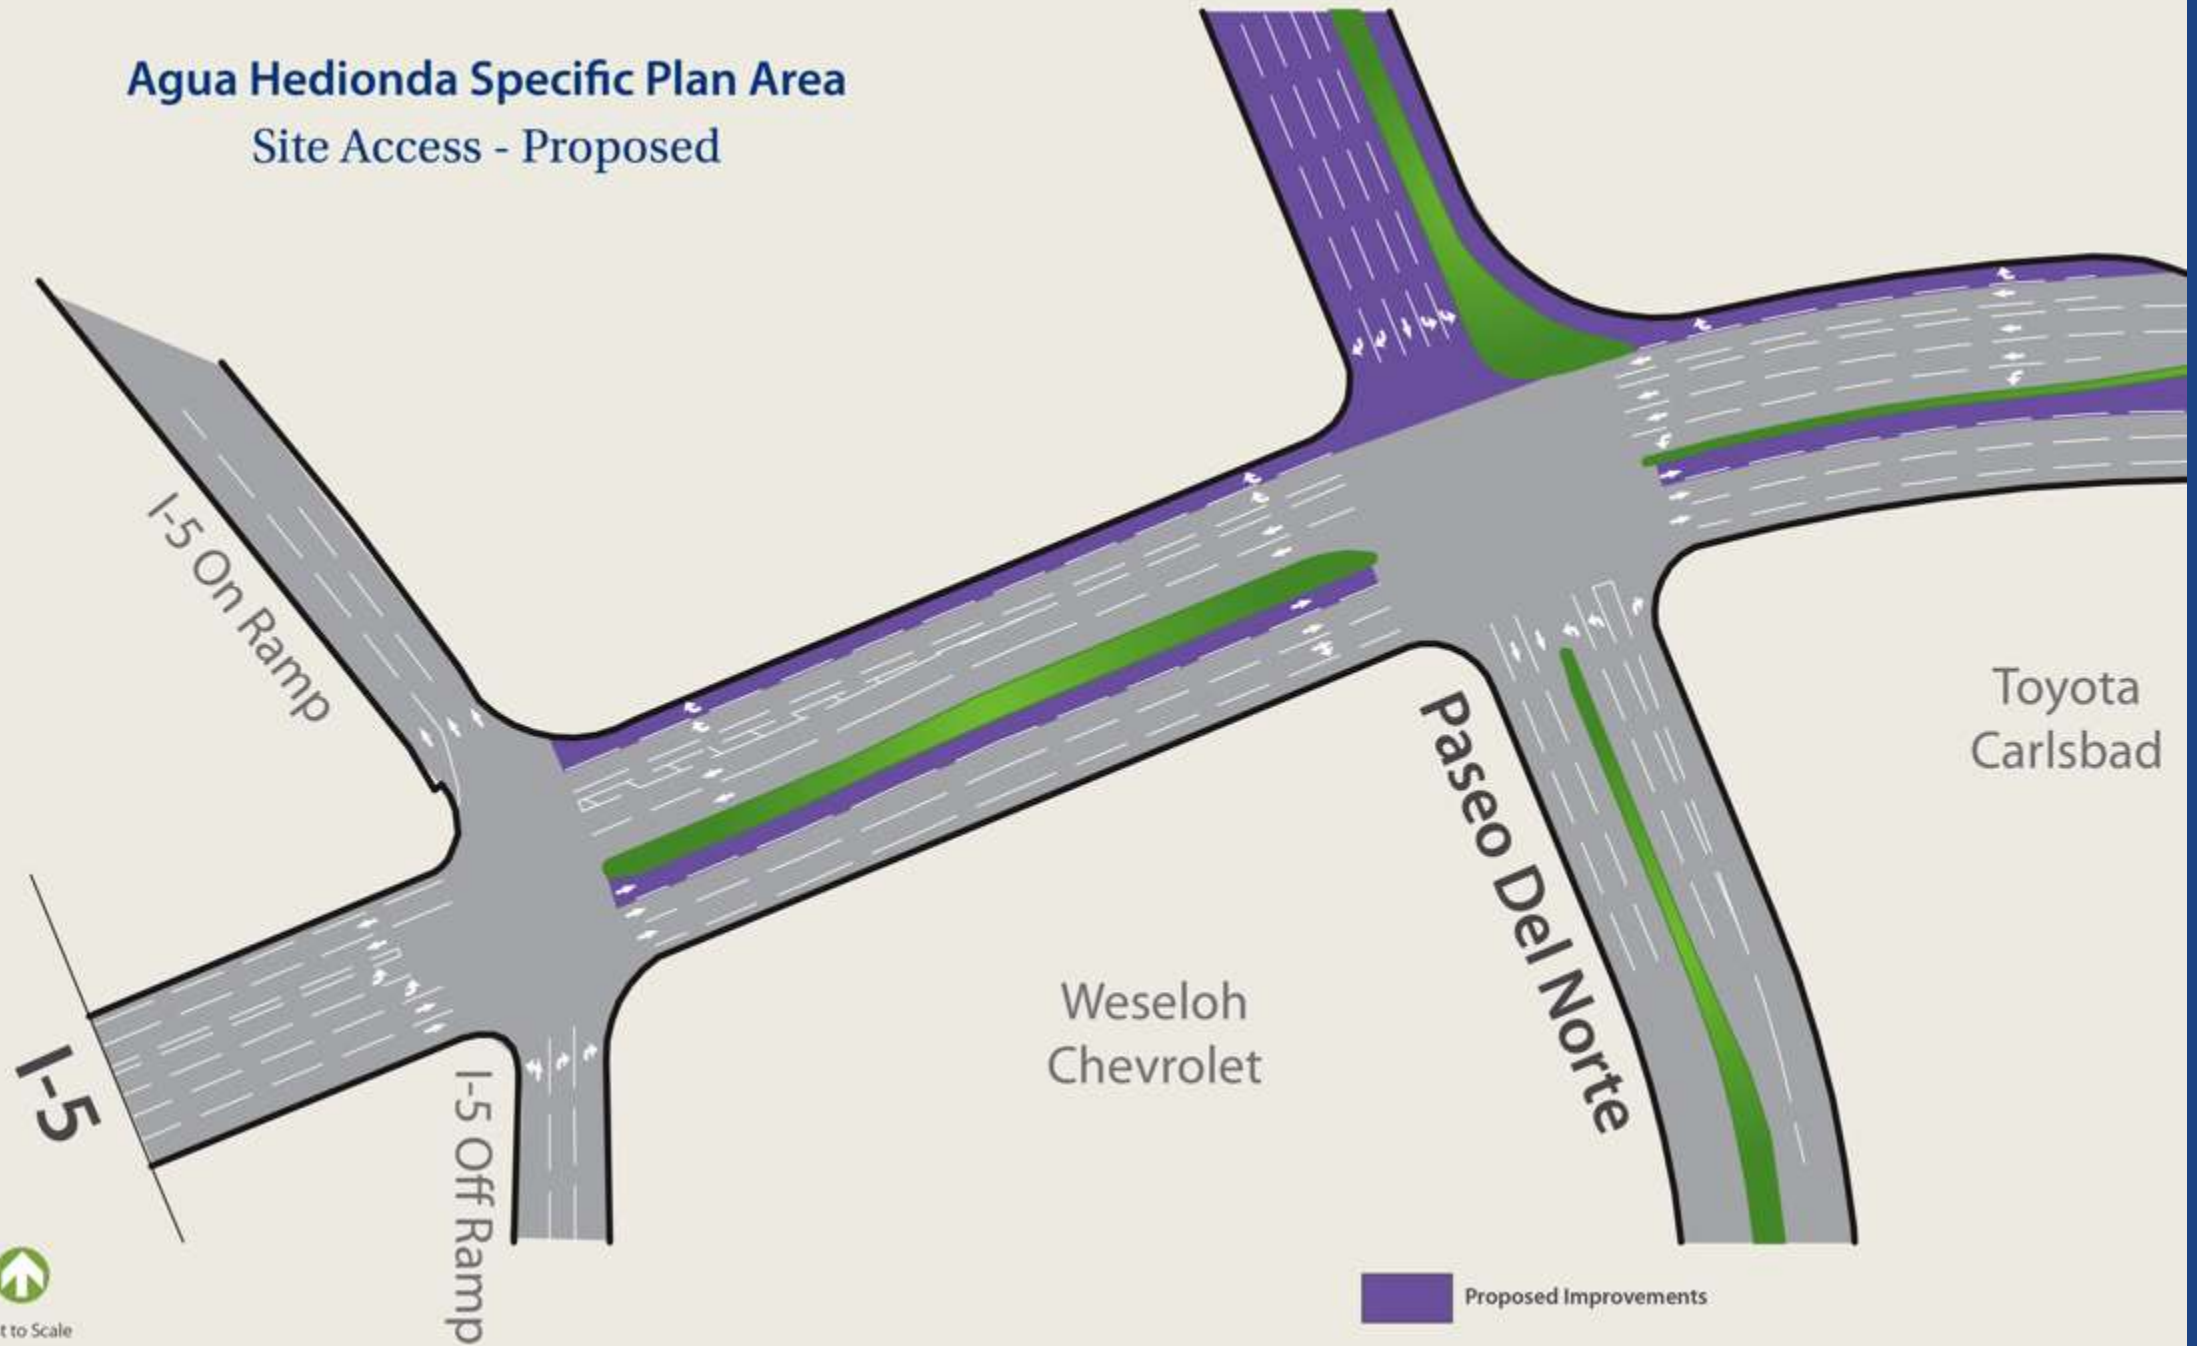 Agua Hedionda Specific Plan Area
Site Access - Proposed
I-5 On Ramp
Toyota
Carlsbad
Paseo Del Norte
Weseloh
Chevrolet
I-5
I-5 Off Ramp
Proposed Improvements
t to Scale